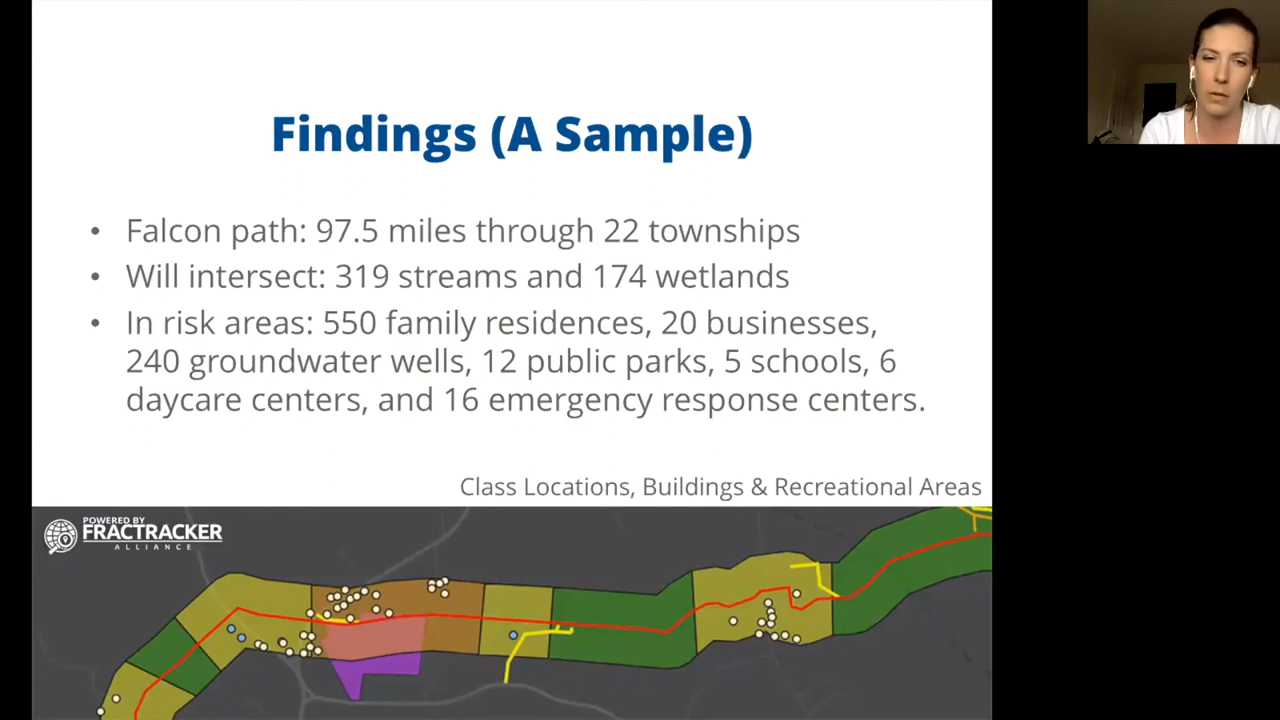 Findings (A Sample)
• Falcon path: 97.5 miles through 22 townships
• Will intersect: 319 streams and 174 wetlands
• In risk areas: 550 family residences, 20 businesses,
240 groundwater wells, 12 public parks, 5 schools, 6
daycare centers, and 16 emergency response centers.
Class Locations, Buildings & Recreational Areas
POWERED BY
FRACTRACKER
ALLIANCE